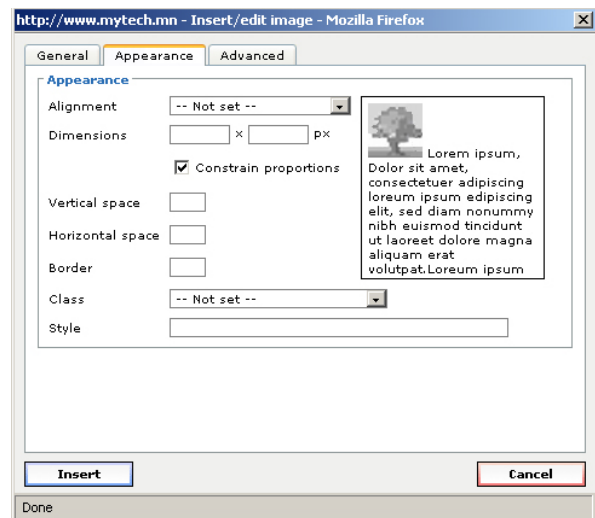 http://www.mytech.mn - Insert/edit image - Mozilla Firefox
General Appearance Advanced
Appearance
Alignment -- Not set --
Dimensions x px
Constrain proportions
Vertical space
Horizontal space
Border
Class -- Not set --
Style
Lorem ipsum,
Dolor sit amet,
consectetuer adipiscing
loreum ipsum edipiscing
elit, sed diam nonummy
nibh euismod tincidunt
ut laoreet dolore magna
aliquam erat
volutpat.Loreum ipsum
Insert Cancel
Done